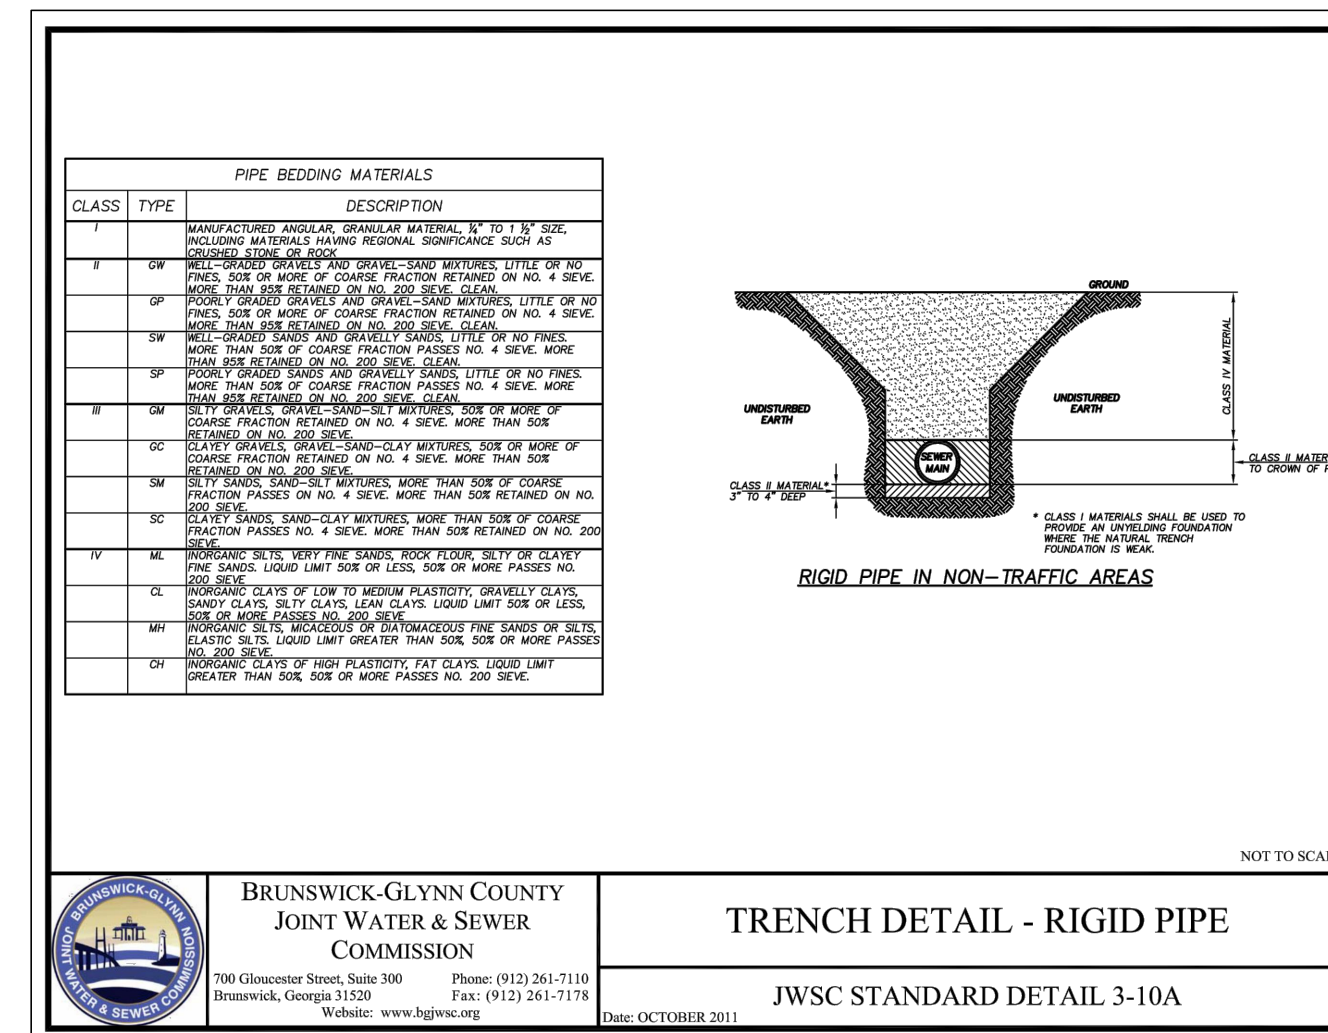 PIPE BEDDING MATERIALS
CLASS TYPE DESCRIPTION
I MANUFACTURED ANGULAR, GRANULAR MATERIAL, ¼" TO 1 ½" SIZE,
INCLUDING MATERIALS HAVING REGIONAL SIGNIFICANCE SUCH AS
CRUSHED STONE OR ROCK
II GW WELL-GRADED GRAVELS AND GRAVEL-SAND MIXTURES, LITTLE OR NO
FINES, 50% OR MORE OF COARSE FRACTION RETAINED ON NO. 4 SIEVE.
MORE THAN 95% RETAINED ON NO. 200 SIEVE. CLEAN.
GP POORLY GRADED GRAVELS AND GRAVEL-SAND MIXTURES, LITTLE OR NO
FINES, 50% OR MORE OF COARSE FRACTION RETAINED ON NO. 4 SIEVE.
MORE THAN 95% RETAINED ON NO. 200 SIEVE. CLEAN.
SW WELL-GRADED SANDS AND GRAVELLY SANDS, LITTLE OR NO FINES.
MORE THAN 50% OF COARSE FRACTION PASSES NO. 4 SIEVE. MORE
THAN 95% RETAINED ON NO. 200 SIEVE. CLEAN.
SP POORLY GRADED SANDS AND GRAVELLY SANDS, LITTLE OR NO FINES.
MORE THAN 50% OF COARSE FRACTION PASSES NO. 4 SIEVE. MORE
THAN 95% RETAINED ON NO. 200 SIEVE. CLEAN.
III GM SILTY GRAVELS, GRAVEL-SAND-SILT MIXTURES, 50% OR MORE OF
COARSE FRACTION RETAINED ON NO. 4 SIEVE. MORE THAN 50%
RETAINED ON NO. 200 SIEVE.
GC CLAYEY GRAVELS, GRAVEL-SAND-CLAY MIXTURES, 50% OR MORE OF
COARSE FRACTION RETAINED ON NO. 4 SIEVE. MORE THAN 50%
RETAINED ON NO. 200 SIEVE.
SM SILTY SANDS, SAND-SILT MIXTURES, MORE THAN 50% OF COARSE
FRACTION PASSES ON NO. 4 SIEVE. MORE THAN 50% RETAINED ON NO.
200 SIEVE.
SC CLAYEY SANDS, SAND-CLAY MIXTURES, MORE THAN 50% OF COARSE
FRACTION PASSES NO. 4 SIEVE. MORE THAN 50% RETAINED ON NO. 200
SIEVE.
IV ML INORGANIC SILTS, VERY FINE SANDS, ROCK FLOUR, SILTY OR CLAYEY
FINE SANDS. LIQUID LIMIT 50% OR LESS, 50% OR MORE PASSES NO.
200 SIEVE
CL INORGANIC CLAYS OF LOW TO MEDIUM PLASTICITY, GRAVELLY CLAYS,
SANDY CLAYS, SILTY CLAYS, LEAN CLAYS. LIQUID LIMIT 50% OR LESS,
50% OR MORE PASSES NO. 200 SIEVE
MH INORGANIC SILTS, MICACEOUS OR DIATOMACEOUS FINE SANDS OR SILTS,
ELASTIC SILTS. LIQUID LIMIT GREATER THAN 50%, 50% OR MORE PASSES
NO. 200 SIEVE.
CH INORGANIC CLAYS OF HIGH PLASTICITY, FAT CLAYS. LIQUID LIMIT
GREATER THAN 50%, 50% OR MORE PASSES NO. 200 SIEVE.
GROUND
CLASS IV MATERIAL
UNDISTURBED
EARTH
UNDISTURBED
EARTH
SEWER
MAIN
CLASS II
TO CROWN OF
CLASS II MATERIAL*
3" TO 4" DEEP
* CLASS I MATERIALS SHALL BE USED TO
PROVIDE AN UNYIELDING FOUNDATION
WHERE THE NATURAL TRENCH
FOUNDATION IS WEAK.
RIGID PIPE IN NON-TRAFFIC AREAS
NOT TO
BRUNSWICK-GLYNN
JOINT WATER & SEWER COMMISSION
BRUNSWICK-GLYNN COUNTY
JOINT WATER & SEWER
COMMISSION
700 Gloucester Street, Suite 300 Phone: (912) 261-7110
Brunswick, Georgia 31520 Fax: (912) 261-7178
Website: www.bgjwsc.org
TRENCH DETAIL - RIGID PIPE
JWSC STANDARD DETAIL 3-10A
Date: OCTOBER 2011